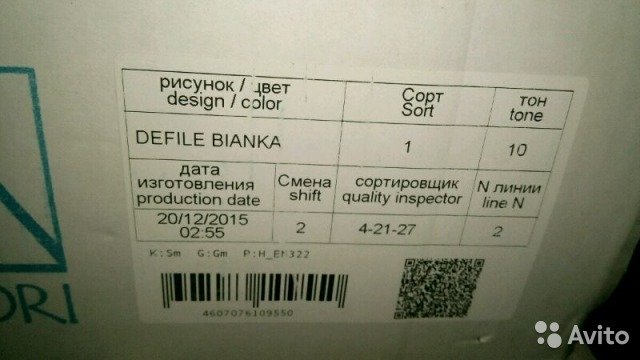 рисунок / цвет
design / color
Сорт
Sort
тон
tone
DEFILE BIANKA
1
10
дата
изготовления
production date
Смена
shift
сортировщик
quality inspector
N линии
line N
20/12/2015
02:55
2
4-21-27
2
K:Sm G:Gm P:H_EM322
4607076109550
ORI
Avito